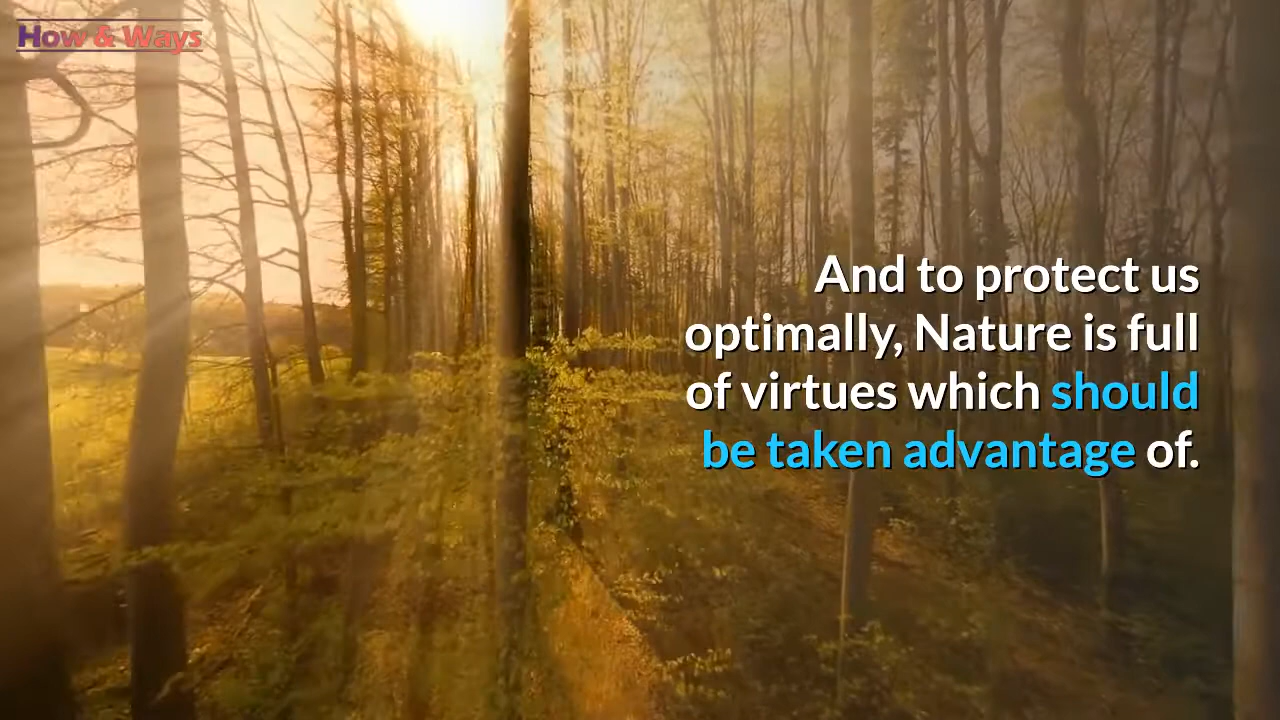 How & Ways
And to protect us
optimally, Nature is full
of virtues which should
be taken advantage of.